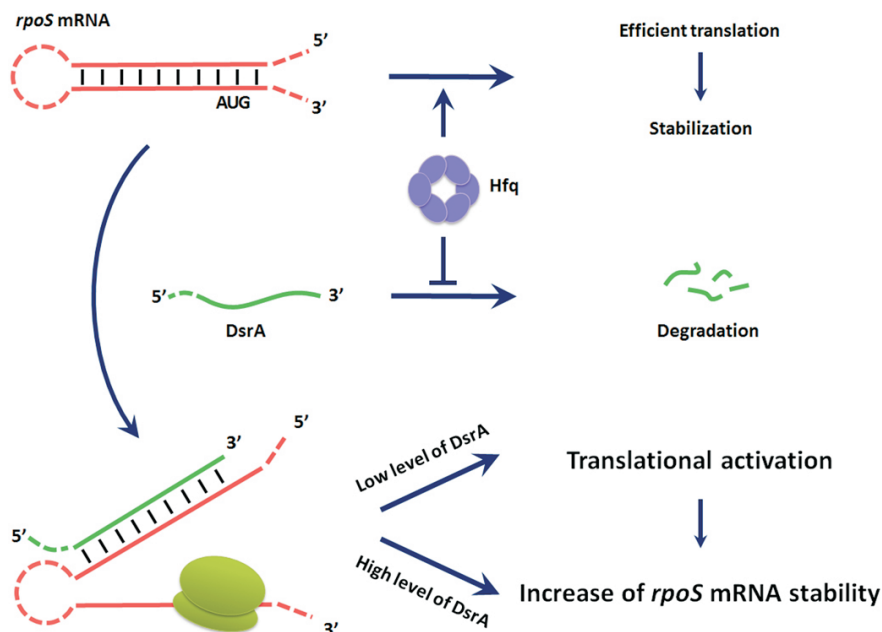 rpoS mRNA
5’
AUG
3’
Efficient translation
Stabilization
Hfq
5’
3’
DsrA
Degradation
5’
3’
5’
3’
Low level of DsrA
High level of DsrA
Translational activation
Increase of rpoS mRNA stability